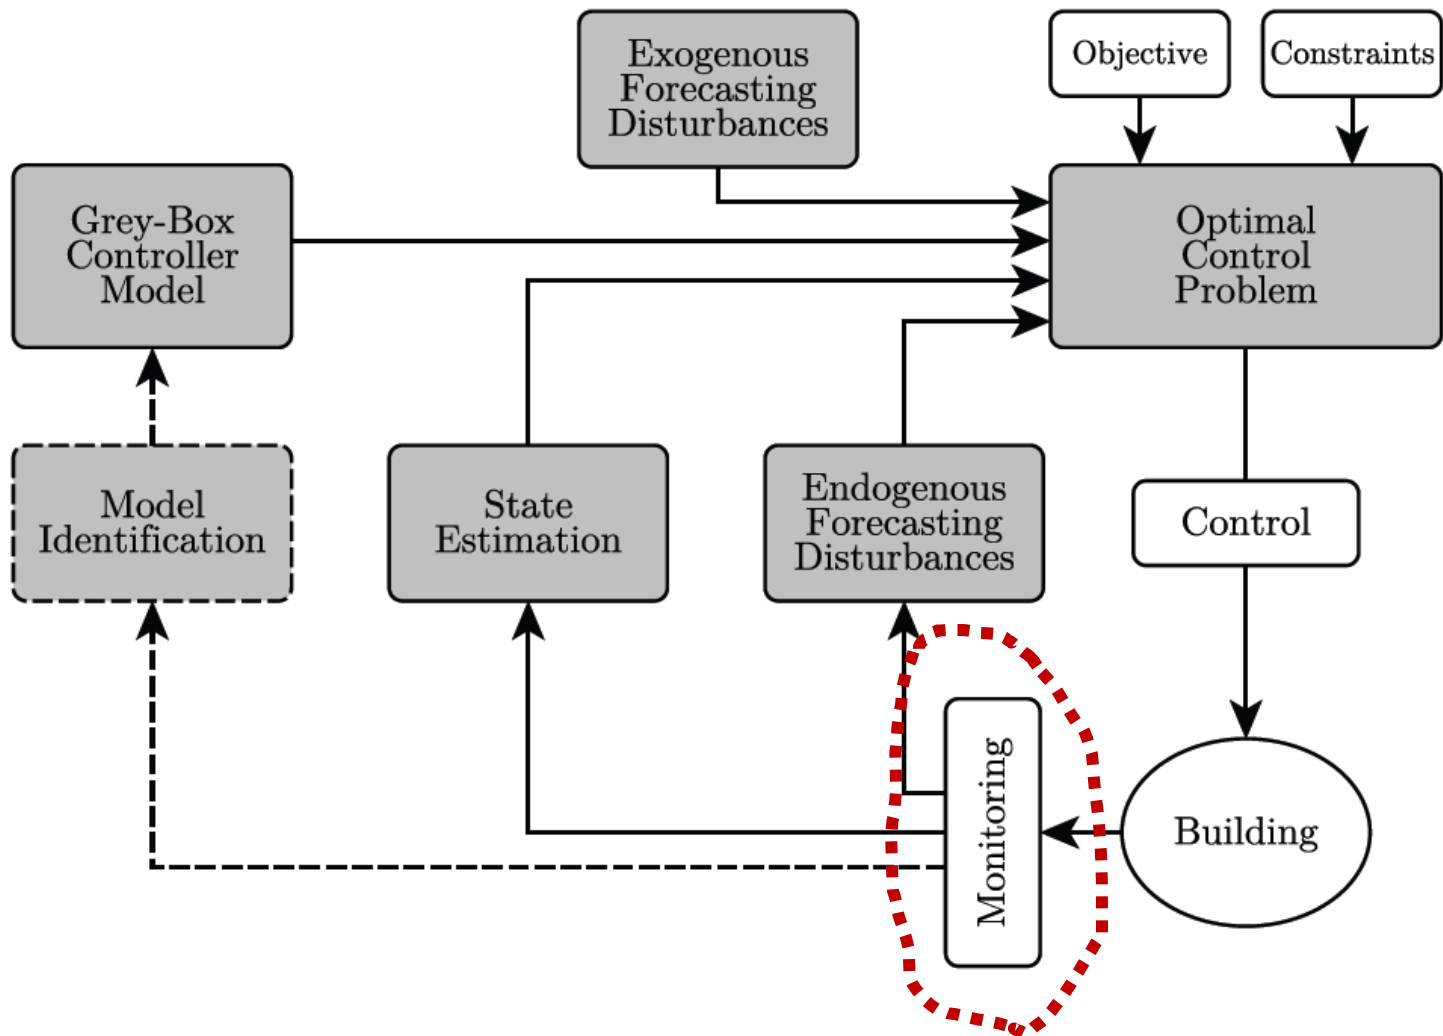 Exogenous
Forecasting
Disturbances
Objective
Constraints
Grey-Box
Controller
Model
Optimal
Control
Problem
Model
Identification
State
Estimation
Endogenous
Forecasting
Disturbances
Control
Monitoring
Building